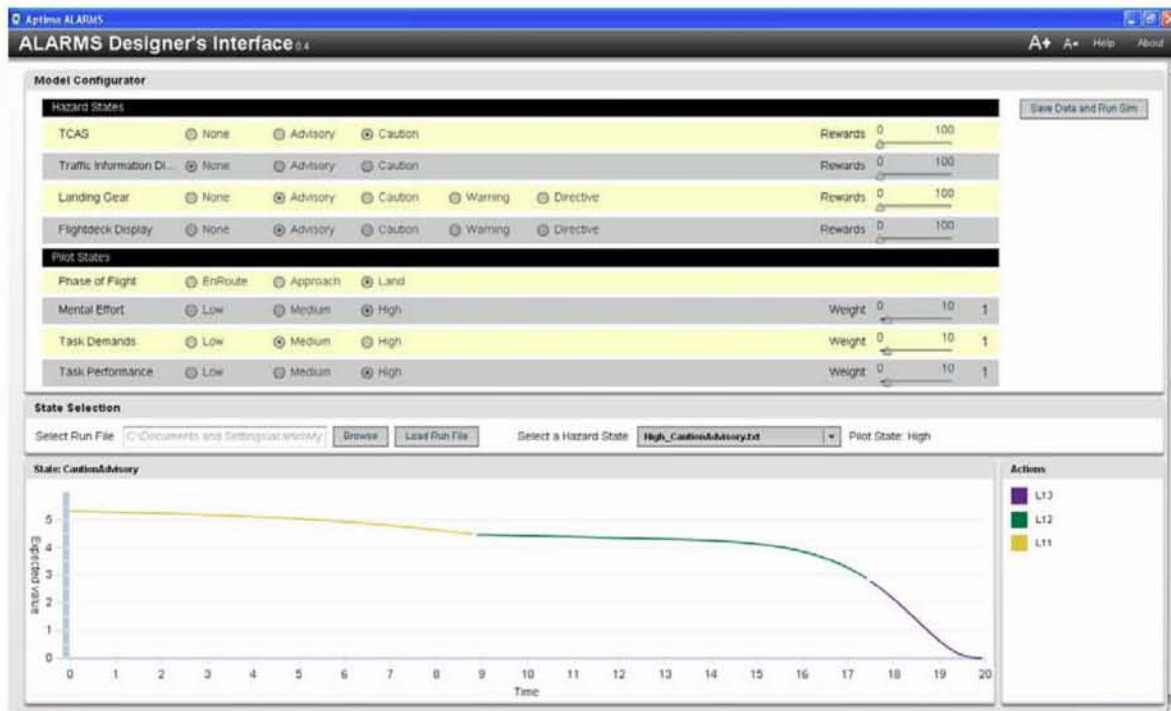 Aptima ALARMS
ALARMS Designer's Interface 0.4 A+ A- Help About
Model Configurator
Hazard States Save Data and Run Sim
TCAS None Advisory Caution Rewards 0 100
Traffic Information Di... None Advisory Caution Rewards 0 100
Landing Gear None Advisory Caution Warning Directive Rewards 0 100
Flightdeck Display None Advisory Caution Warning Directive Rewards 0 100
Pilot States
Phase of Flight EnRoute Approach Land
Mental Effort Low Medium High Weight 0 10 1
Task Demands Low Medium High Weight 0 10 1
Task Performance Low Medium High Weight 0 10 1
State Selection
Select Run File C:\Documents and Settings\ Browse Load Run File Select a Hazard State High_CautionAdvisory.txt Pilot State: High
State: CautionAdvisory Actions
L13
L12
L11
Expected value
5
4
3
2
1
0
0 1 2 3 4 5 6 7 8 9 10 11 12 13 14 15 16 17 18 19 20
Time